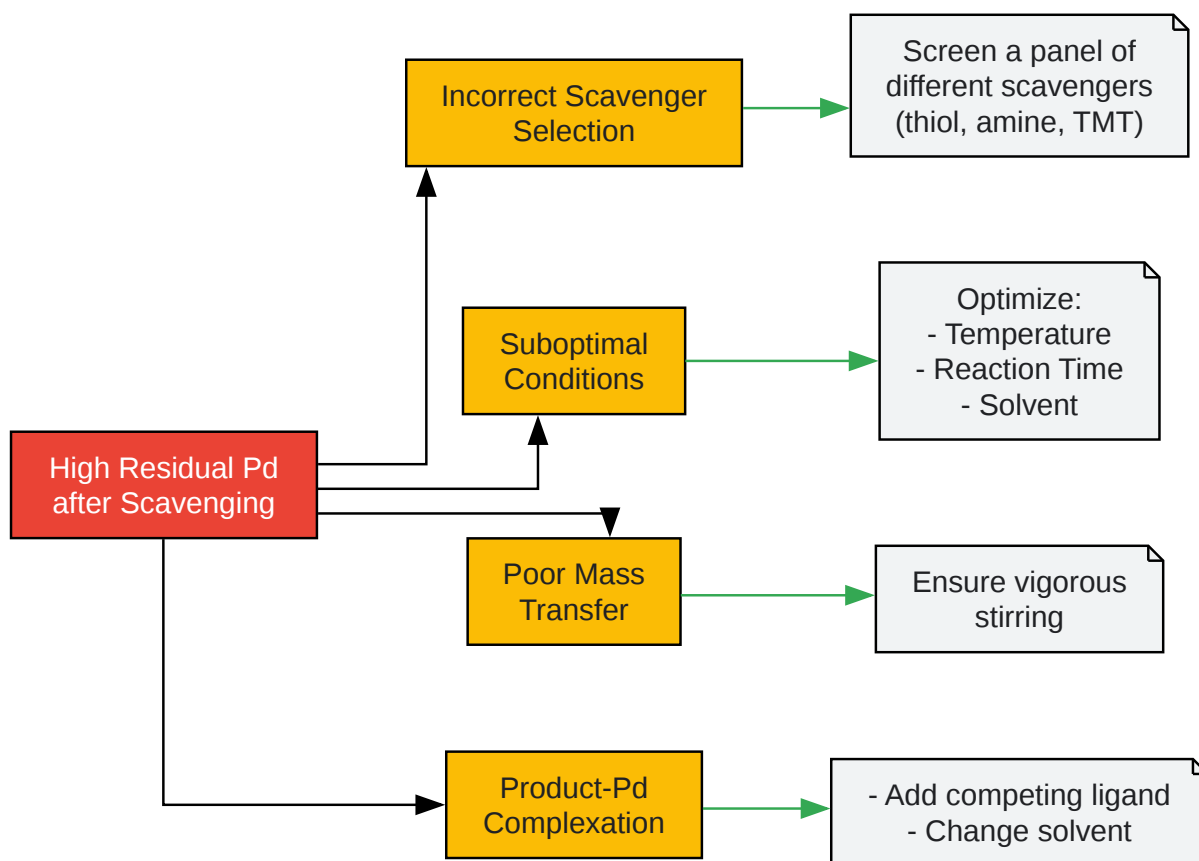 Incorrect Scavenger
Selection
Screen a panel of
different scavengers
(thiol, amine, TMT)
Suboptimal
Conditions
Optimize:
- Temperature
- Reaction Time
- Solvent
High Residual Pd
after Scavenging
Poor Mass
Transfer
Ensure vigorous
stirring
Product-Pd
Complexation
- Add competing ligand
- Change solvent